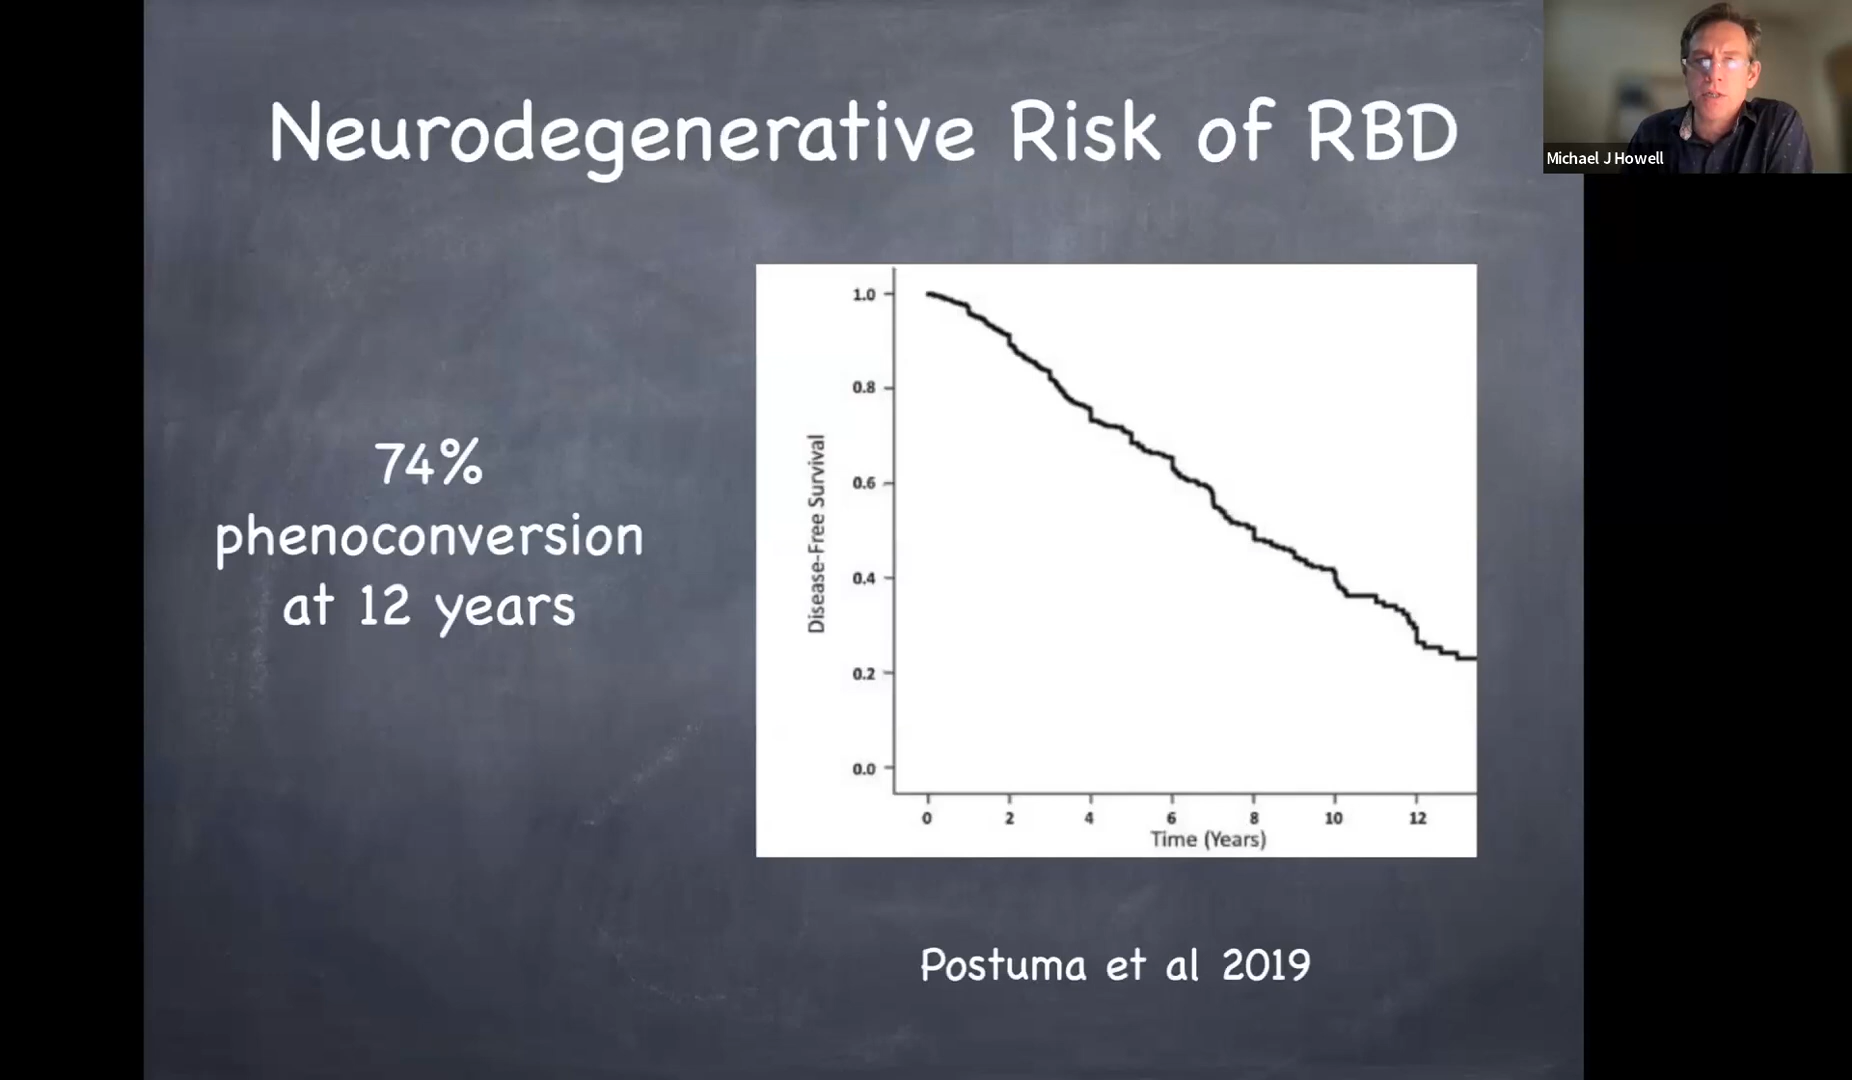 Neurodegenerative Risk of RBD
Michael J Howell
74%
phenoconversion
at 12 years
1.0
0.8
0.6
0.4
0.2
0.0
Disease-Free Survival
0 2 4 6 8 10 12
Time (Years)
Postuma et al 2019